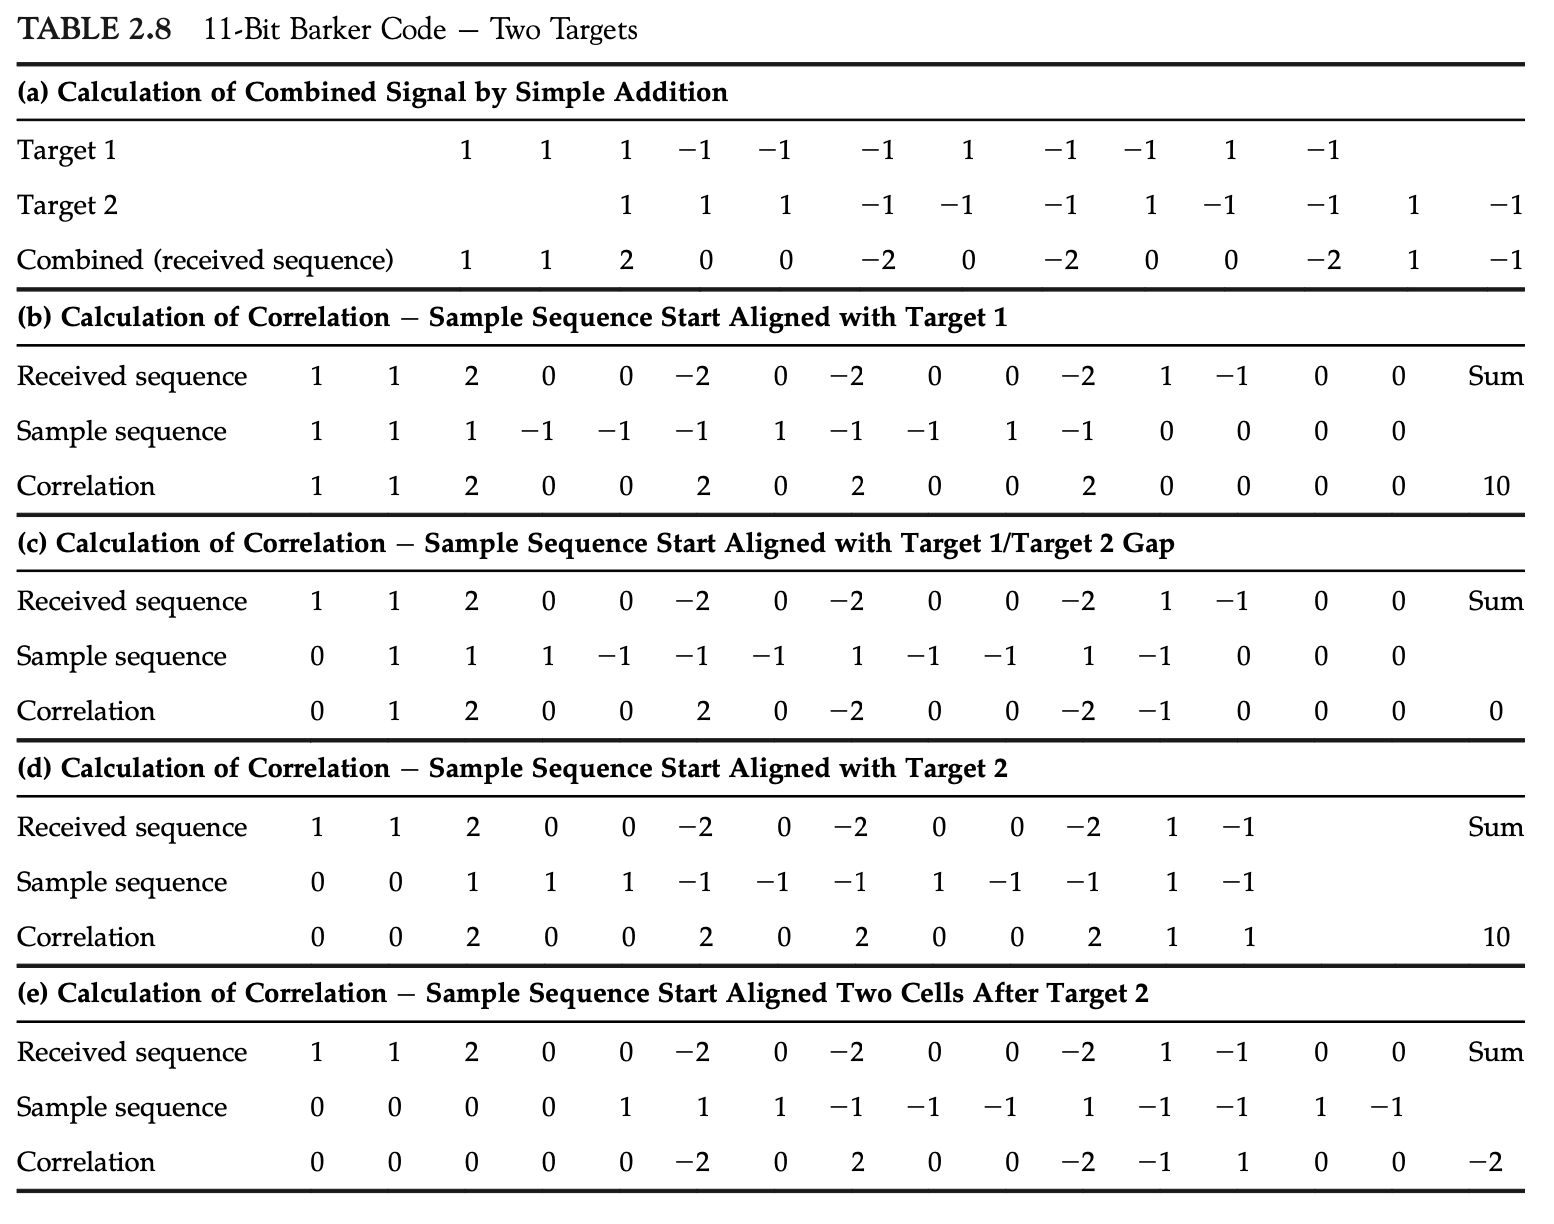 TABLE 2.8 11-Bit Barker Code – Two Targets
(a) Calculation of Combined Signal by Simple Addition
Target 1 1 1 1 −1 −1 −1 1 −1 −1 1 −1
Target 2 1 1 1 −1 −1 −1 1 −1 −1 1 −1
Combined (received sequence) 1 1 2 0 0 −2 0 −2 0 0 −2 1 −1
(b) Calculation of Correlation – Sample Sequence Start Aligned with Target 1
Received sequence 1 1 2 0 0 −2 0 −2 0 0 −2 1 −1 0 0 Sum
Sample sequence 1 1 1 −1 −1 −1 1 −1 −1 1 −1 0 0 0 0
Correlation 1 1 2 0 0 2 0 2 0 0 2 0 0 0 0 10
(c) Calculation of Correlation – Sample Sequence Start Aligned with Target 1/Target 2 Gap
Received sequence 1 1 2 0 0 −2 0 −2 0 0 −2 1 −1 0 0 Sum
Sample sequence 0 1 1 1 −1 −1 −1 1 −1 −1 1 −1 0 0 0
Correlation 0 1 2 0 0 2 0 −2 0 0 −2 −1 0 0 0 0
(d) Calculation of Correlation – Sample Sequence Start Aligned with Target 2
Received sequence 1 1 2 0 0 −2 0 −2 0 0 −2 1 −1 Sum
Sample sequence 0 0 1 1 1 −1 −1 −1 1 −1 −1 1 −1
Correlation 0 0 2 0 0 2 0 2 0 0 2 1 1 10
(e) Calculation of Correlation – Sample Sequence Start Aligned Two Cells After Target 2
Received sequence 1 1 2 0 0 −2 0 −2 0 0 −2 1 −1 0 0 Sum
Sample sequence 0 0 0 0 1 1 1 −1 −1 −1 1 −1 −1 1 −1
Correlation 0 0 0 0 0 −2 0 2 0 0 −2 −1 1 0 0 −2